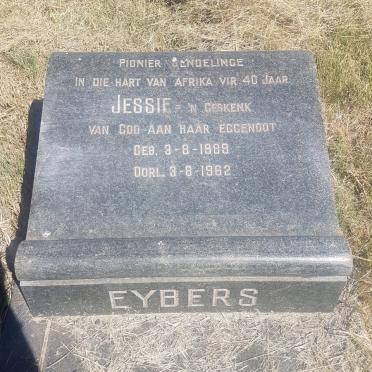 PIONIER SENDELINGE
IN DIE HART VAN AFRIKA VIR 40 JAAR
JESSIE = 'N GESKENK
VAN GOD AAN HAAR EGGENOOT
GEB. 3-8-1889
OORL. 3-8-1962
EYBERS